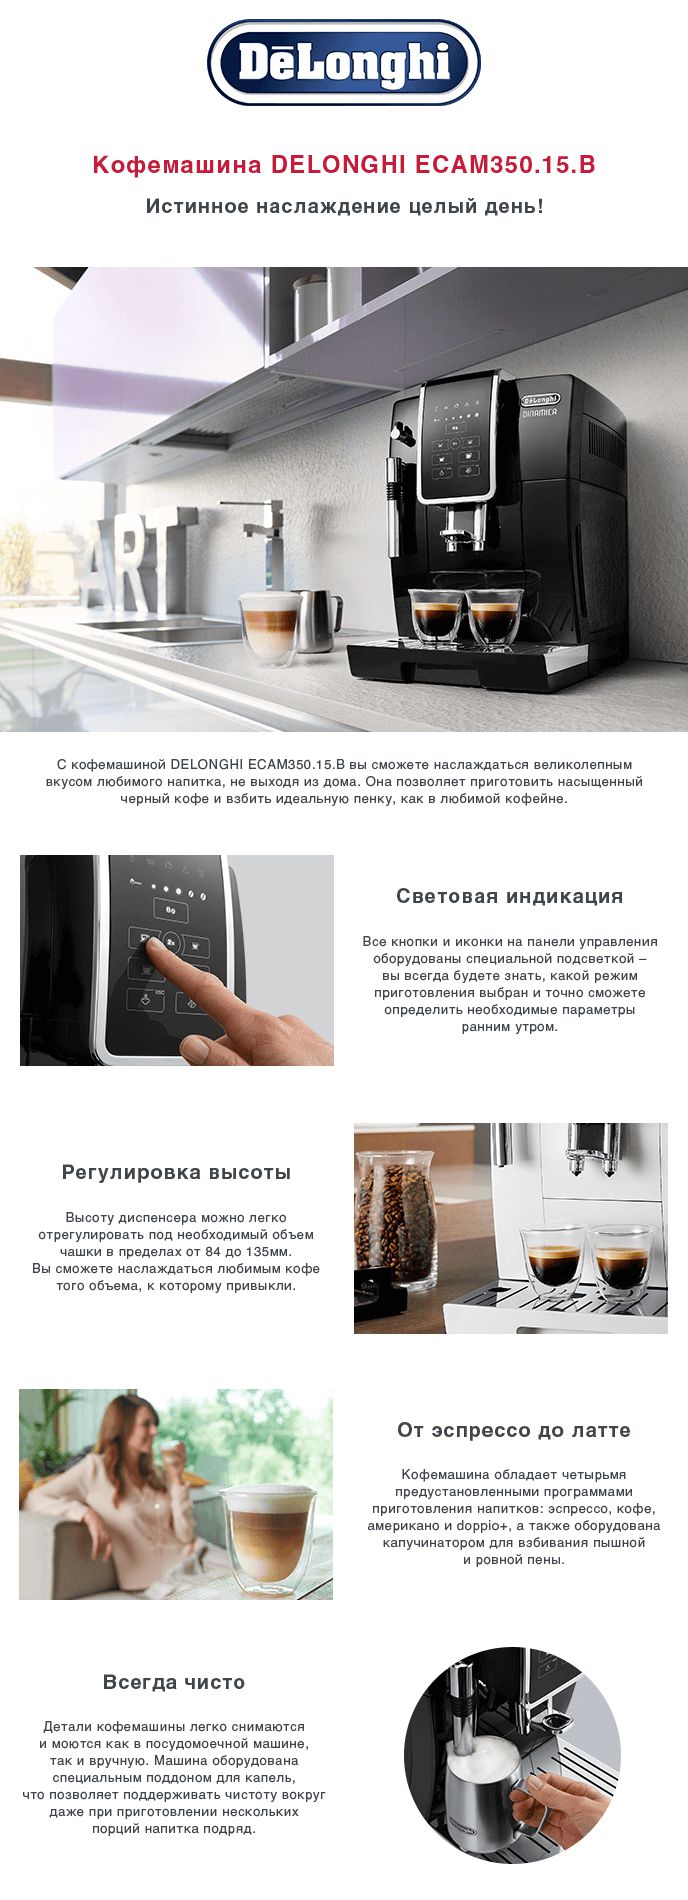 DeLonghi
Кофемашина DELONGHI ECAM350.15.B
Истинное наслаждение целый день!
DeLonghi
DINAMICA
2x
ART
С кофемашиной DELONGHI ECAM350.15.B вы сможете наслаждаться великолепным
вкусом любимого напитка, не выходя из дома. Она позволяет приготовить насыщенный
черный кофе и взбить идеальную пенку, как в любимой кофейне.
2x
ESC
Световая индикация
Все кнопки и иконки на панели управления
оборудованы специальной подсветкой –
вы всегда будете знать, какой режим
приготовления выбран и точно сможете
определить необходимые параметры
ранним утром.
Регулировка высоты
Высоту диспенсера можно легко
отрегулировать под необходимый объем
чашки в пределах от 84 до 135мм.
Вы сможете наслаждаться любимым кофе
того объема, к которому привыкли.
От эспрессо до латте
Кофемашина обладает четырьмя
предустановленными программами
приготовления напитков: эспрессо, кофе,
американо и doppio+, а также оборудована
капучинатором для взбивания пышной
и ровной пены.
Всегда чисто
Детали кофемашины легко снимаются
и моются как в посудомоечной машине,
так и вручную. Машина оборудована
специальным поддоном для капель,
что позволяет поддерживать чистоту вокруг
даже при приготовлении нескольких
порций напитка подряд.
DeLonghi